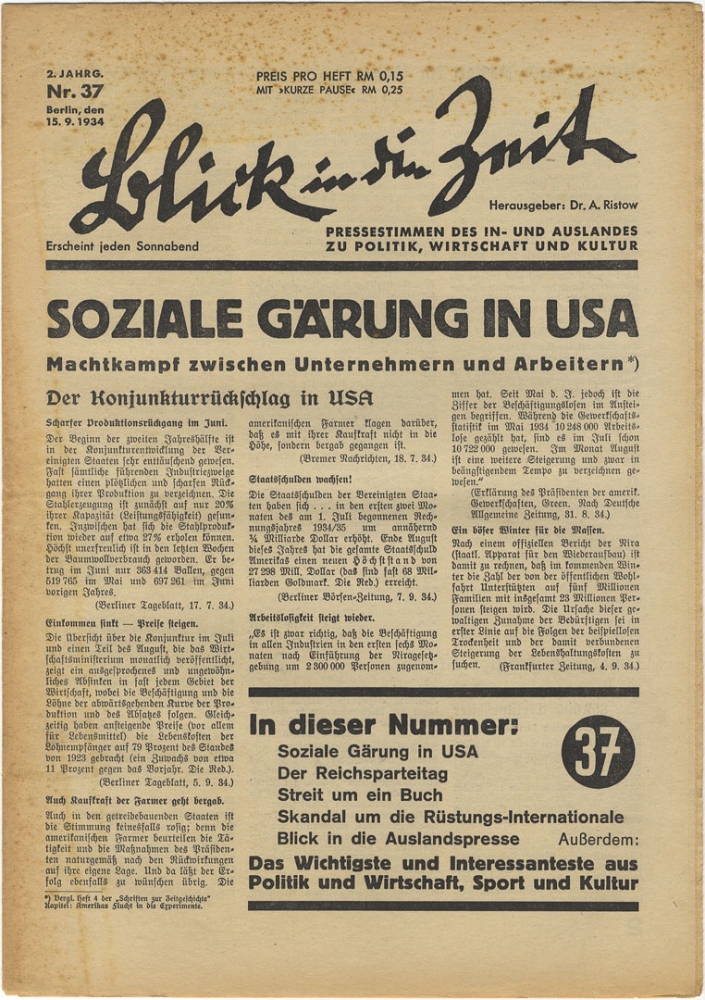 2. JAHRG.
Nr. 37
Berlin, den
15. 9. 1934
PREIS PRO HEFT RM 0,15
MIT ›KURZE PAUSE‹ RM 0,25
Blick in die Zeit
Herausgeber: Dr. A. Ristow
Erscheint jeden Sonnabend
PRESSESTIMMEN DES IN- UND AUSLANDES
ZU POLITIK, WIRTSCHAFT UND KULTUR
SOZIALE GÄRUNG IN USA
Machtkampf zwischen Unternehmern und Arbeitern*)
Der Konjunkturrückschlag in USA
Scharfer Produktionsrückgang im Juni.
Der Beginn der zweiten Jahreshälfte ist
in der Konjunkturentwicklung der Ver-
einigten Staaten sehr enttäuschend gewesen.
Fast sämtliche führenden Industriezweige
hatten einen plötzlichen und scharfen Rück-
gang ihrer Produktion zu verzeichnen. Die
Stahlerzeugung ist zunächst auf nur 20%
ihrer Kapazität (Leistungsfähigkeit) gesun-
ken. Inzwischen hat sich die Stahlproduk-
tion wieder auf etwa 27% erholen können.
Höchst unerfreulich ist in den letzten Wochen
der Baumwollverbrauch geworden. Er be-
trug im Juni nur 363 414 Ballen, gegen
519 765 im Mai und 697 261 im Juni
vorigen Jahres.
(Berliner Tageblatt, 17. 7. 34.)
Einkommen sinkt — Preise steigen.
Die Übersicht über die Konjunktur im Juli
und einen Teil des August, die das Wirt-
schaftsministerium monatlich veröffentlicht,
zeigt ein ausgesprochenes und ungewöhn-
liches Absinken in fast jedem Gebiet der
Wirtschaft, wobei die Beschäftigung und die
Löhne der abwärtsgehenden Kurve der Pro-
duktion und des Absatzes folgen. Gleich-
zeitig haben ansteigende Preise (vor allem
für Lebensmittel) die Lebenskosten der
Lohnempfänger auf 79 Prozent des Standes
von 1923 gebracht (ein Zuwachs von etwa
11 Prozent gegen das Vorjahr. Die Red.).
(Berliner Tageblatt, 5. 9. 34.)
Auch Kaufkraft der Farmer geht bergab.
Auch in den getreidebauenden Staaten ist
die Stimmung keinesfalls rosig; denn die
amerikanischen Farmer beurteilen die Tä-
tigkeit und die Maßnahmen des Präsiden-
ten naturgemäß nach den Rückwirkungen
auf ihre eigene Lage. Und da läßt der Er-
folg ebenfalls zu wünschen übrig. Die
*) Vergl. Heft 4 der „Schriften zur Zeitgeschichte"
Kapitel: Amerikas Flucht in die Experimente.
amerikanischen Farmer klagen darüber,
daß es mit ihrer Kaufkraft nicht in die
Höhe, sondern bergab gegangen ist.
(Bremer Nachrichten, 18. 7. 34.)
Staatsschulden wachsen!
Die Staatsschulden der Vereinigten Staa-
ten haben sich . . . in den ersten zwei Mo-
naten des am 1. Juli begonnenen Rech-
nungsjahres 1934/35 um annähernd
¾ Milliarde Dollar erhöht. Ende August
dieses Jahres hat die gesamte Staatsschuld
Amerikas einen neuen Höchststand von
27 298 Mill. Dollar (das sind fast 68 Mil-
liarden Goldmark. Die Red.) erreicht.
(Berliner Börsen-Zeitung, 7. 9. 34.)
Arbeitslosigkeit steigt wieder.
„Es ist zwar richtig, daß die Beschäftigung
in allen Industrien in den ersten sechs Mo-
naten nach Einführung der Niragesetz-
gebung um 2 300 000 Personen zugenom-
men hat. Seit Mai d. J. jedoch ist die
Ziffer der Beschäftigungslosen im Anstei-
gen begriffen. Während die Gewerkschafts-
statistik im Mai 1934 10 248 000 Arbeits-
lose gezählt hat, sind es im Juli schon
10 722 000 gewesen. Im Monat August
ist eine weitere Steigerung und zwar in
beängstigendem Tempo zu verzeichnen ge-
wesen."
(Erklärung des Präsidenten der amerik.
Gewerkschaften, Green. Nach Deutsche
Allgemeine Zeitung, 31. 8. 34.)
Ein böser Winter für die Massen.
Nach einem offiziellen Bericht der Nira
(staatl. Apparat für den Wiederaufbau) ist
damit zu rechnen, daß im kommenden Win-
ter die Zahl der von der öffentlichen Wohl-
fahrt Unterstützten auf fünf Millionen
Familien mit insgesamt 23 Millionen Per-
sonen steigen wird. Die Ursache dieser ge-
waltigen Zunahme der Bedürftigen sei in
erster Linie auf die Folgen der beispiellosen
Trockenheit und der damit verbundenen
Steigerung der Lebenshaltungskosten zu
suchen. (Frankfurter Zeitung, 4. 9. 34.)
In dieser Nummer:
37
Soziale Gärung in USA
Der Reichsparteitag
Streit um ein Buch
Skandal um die Rüstungs-Internationale
Blick in die Auslandspresse Außerdem:
Das Wichtigste und Interessanteste aus
Politik und Wirtschaft, Sport und Kultur